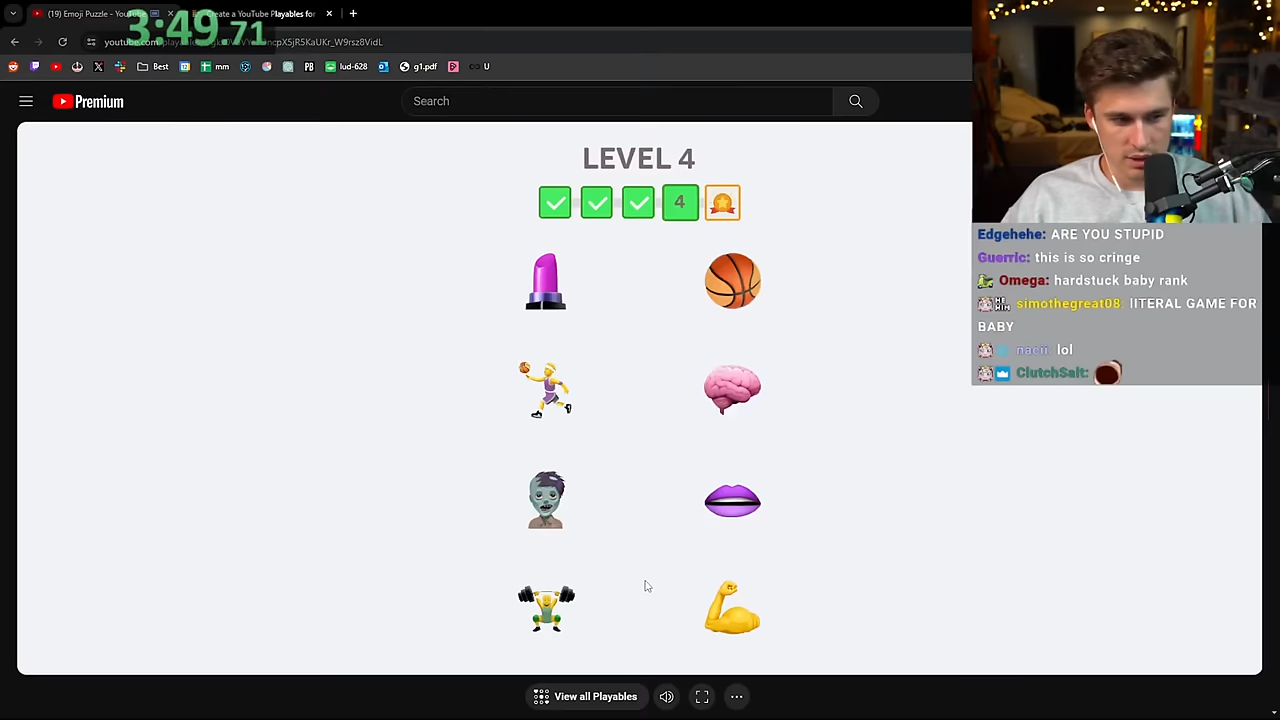 (19) Emoji Puzzle - YouTube
Create a YouTube Playables for
3:49.71
Best
mm
PB
lud-628
g1.pdf
U
Premium
Search
LEVEL 4
4
Edgehehe: ARE YOU STUPID
Guerric: this is so cringe
Omega: hardstuck baby rank
simothegreat08: lITERAL GAME FOR
BABY
nacii: lol
ClutchSalt:
View all Playables